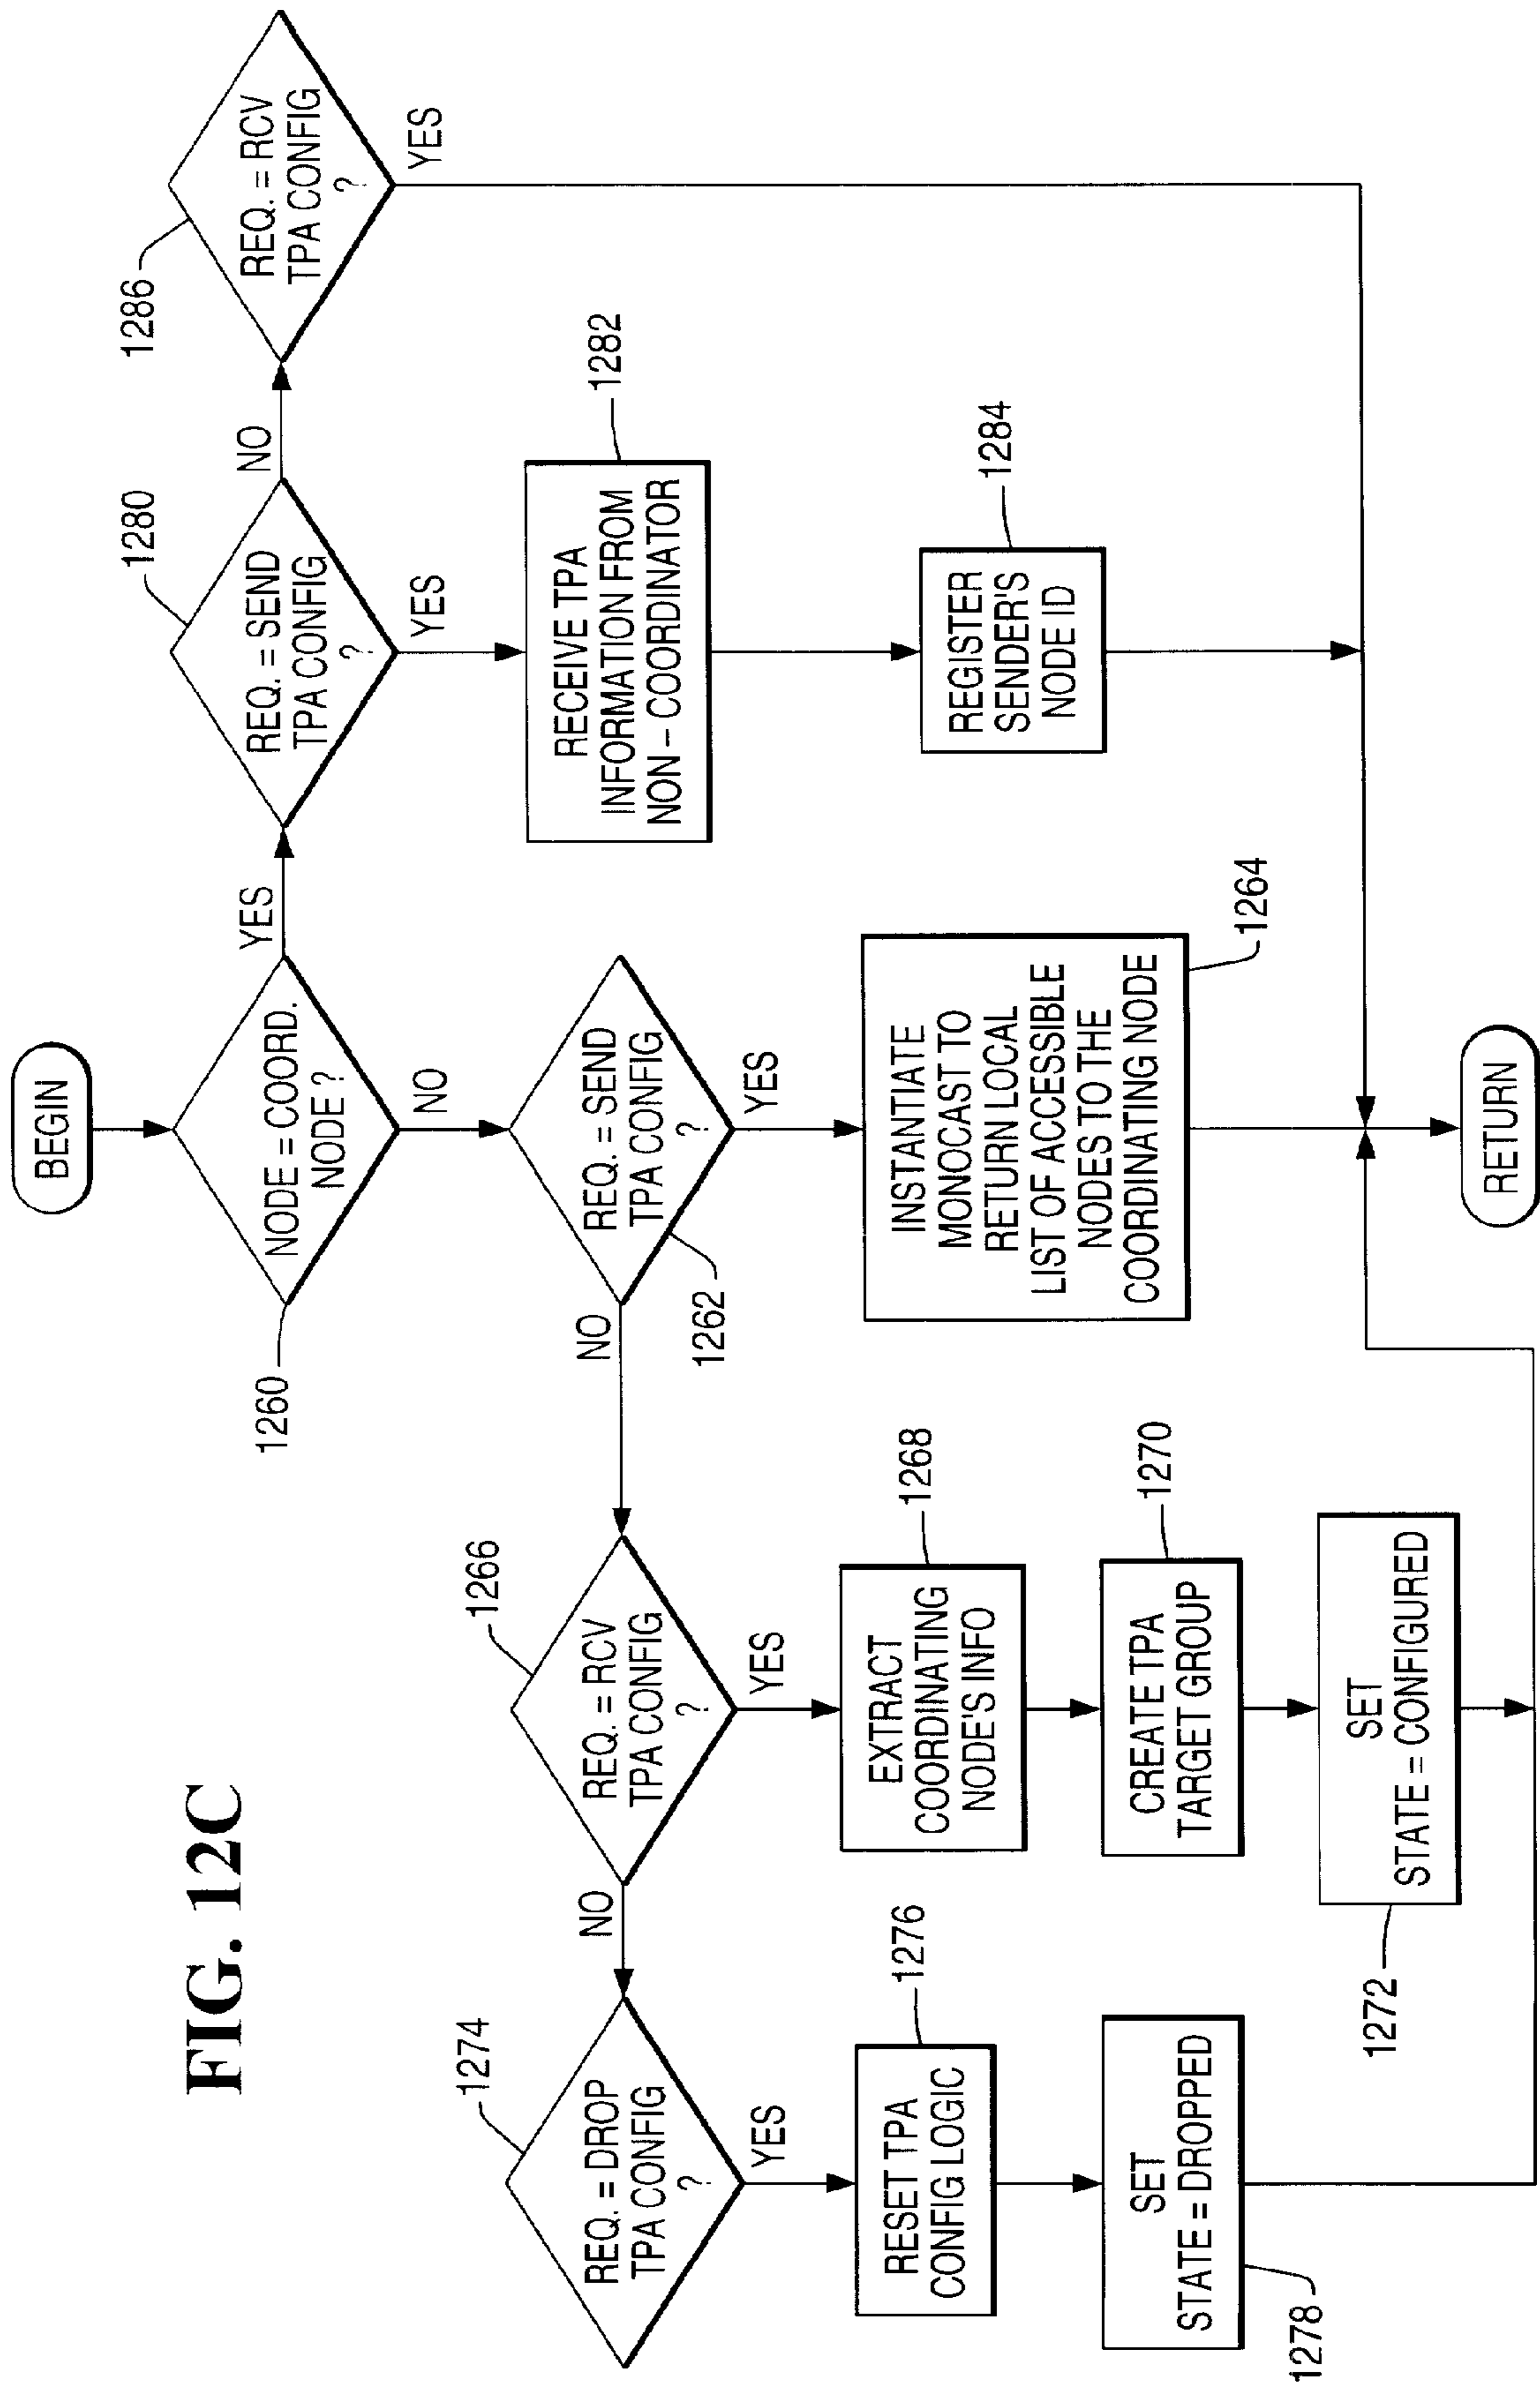 FIG. 12C
BEGIN
NODE = COORD.
NODE ?
1260
YES
NO
REQ. = SEND
TPA CONFIG
?
1280
NO
YES
REQ. = RCV
TPA CONFIG
?
1286
YES
RECEIVE TPA
INFORMATION FROM
NON – COORDINATOR
1282
REGISTER
SENDER'S
NODE ID
1284
REQ. = SEND
TPA CONFIG
?
1262
NO
YES
INSTANTIATE
MONOCAST TO
RETURN LOCAL
LIST OF ACCESSIBLE
NODES TO THE
COORDINATING NODE
1264
REQ. = RCV
TPA CONFIG
?
1266
NO
YES
EXTRACT
COORDINATING
NODE'S INFO
1268
CREATE TPA
TARGET GROUP
1270
SET
STATE = CONFIGURED
1272
REQ. = DROP
TPA CONFIG
?
1274
YES
RESET TPA
CONFIG LOGIC
1276
SET
STATE = DROPPED
1278
RETURN